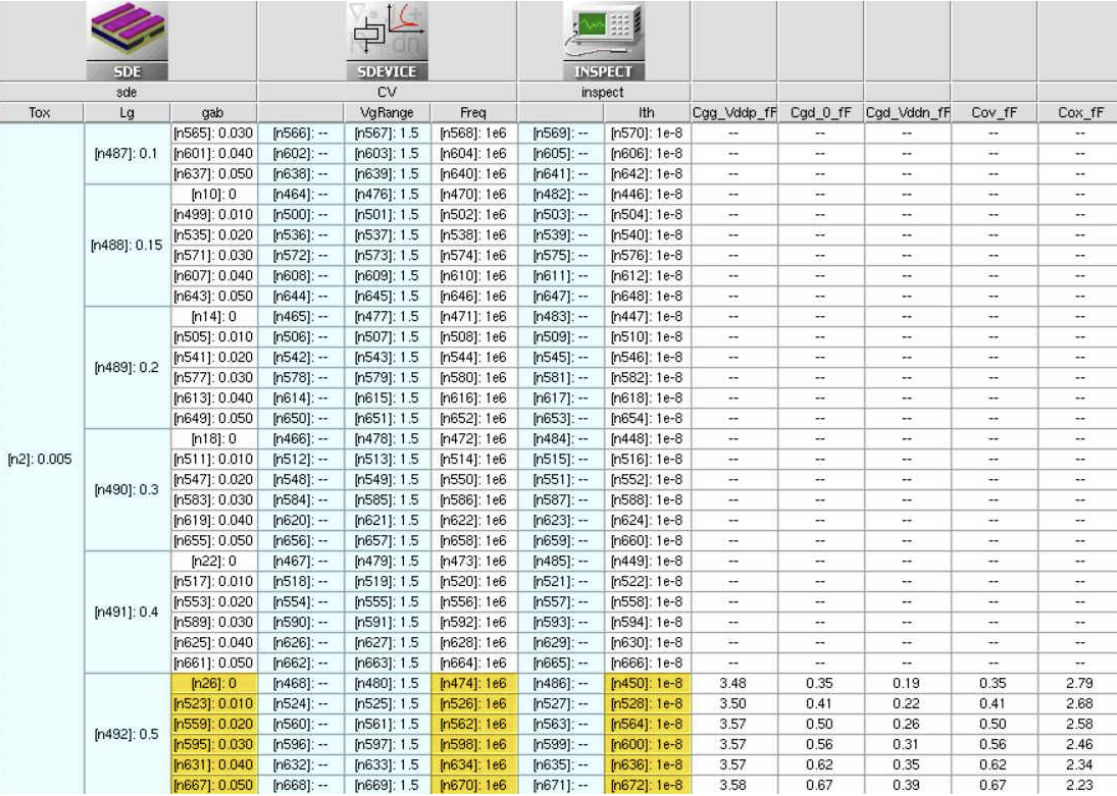 SDE SDEVICE INSPECT
sde CV inspect
Tox Lg gab VgRange Freq Ith Cgg_Vddp_fF Cgd_0_fF Cgd_Vddn_fF Cov_fF Cox_fF
[n565]: 0.030 [n566]: -- [n567]: 1.5 [n568]: 1e6 [n569]: -- [n570]: 1e-8 -- -- -- -- --
[n487]: 0.1 [n601]: 0.040 [n602]: -- [n603]: 1.5 [n604]: 1e6 [n605]: -- [n606]: 1e-8 -- -- -- -- --
[n637]: 0.050 [n638]: -- [n639]: 1.5 [n640]: 1e6 [n641]: -- [n642]: 1e-8 -- -- -- -- --
[n10]: 0 [n464]: -- [n476]: 1.5 [n470]: 1e6 [n482]: -- [n446]: 1e-8 -- -- -- -- --
[n499]: 0.010 [n500]: -- [n501]: 1.5 [n502]: 1e6 [n503]: -- [n504]: 1e-8 -- -- -- -- --
[n535]: 0.020 [n536]: -- [n537]: 1.5 [n538]: 1e6 [n539]: -- [n540]: 1e-8 -- -- -- -- --
[n488]: 0.15
[n571]: 0.030 [n572]: -- [n573]: 1.5 [n574]: 1e6 [n575]: -- [n576]: 1e-8 -- -- -- -- --
[n607]: 0.040 [n608]: -- [n609]: 1.5 [n610]: 1e6 [n611]: -- [n612]: 1e-8 -- -- -- -- --
[n643]: 0.050 [n644]: -- [n645]: 1.5 [n646]: 1e6 [n647]: -- [n648]: 1e-8 -- -- -- -- --
[n14]: 0 [n465]: -- [n477]: 1.5 [n471]: 1e6 [n483]: -- [n447]: 1e-8 -- -- -- -- --
[n505]: 0.010 [n506]: -- [n507]: 1.5 [n508]: 1e6 [n509]: -- [n510]: 1e-8 -- -- -- -- --
[n541]: 0.020 [n542]: -- [n543]: 1.5 [n544]: 1e6 [n545]: -- [n546]: 1e-8 -- -- -- -- --
[n489]: 0.2
[n577]: 0.030 [n578]: -- [n579]: 1.5 [n580]: 1e6 [n581]: -- [n582]: 1e-8 -- -- -- -- --
[n613]: 0.040 [n614]: -- [n615]: 1.5 [n616]: 1e6 [n617]: -- [n618]: 1e-8 -- -- -- -- --
[n649]: 0.050 [n650]: -- [n651]: 1.5 [n652]: 1e6 [n653]: -- [n654]: 1e-8 -- -- -- -- --
[n18]: 0 [n466]: -- [n478]: 1.5 [n472]: 1e6 [n484]: -- [n448]: 1e-8 -- -- -- -- --
[n2]: 0.005 [n511]: 0.010 [n512]: -- [n513]: 1.5 [n514]: 1e6 [n515]: -- [n516]: 1e-8 -- -- -- -- --
[n547]: 0.020 [n548]: -- [n549]: 1.5 [n550]: 1e6 [n551]: -- [n552]: 1e-8 -- -- -- -- --
[n490]: 0.3
[n583]: 0.030 [n584]: -- [n585]: 1.5 [n586]: 1e6 [n587]: -- [n588]: 1e-8 -- -- -- -- --
[n619]: 0.040 [n620]: -- [n621]: 1.5 [n622]: 1e6 [n623]: -- [n624]: 1e-8 -- -- -- -- --
[n655]: 0.050 [n656]: -- [n657]: 1.5 [n658]: 1e6 [n659]: -- [n660]: 1e-8 -- -- -- -- --
[n22]: 0 [n467]: -- [n479]: 1.5 [n473]: 1e6 [n485]: -- [n449]: 1e-8 -- -- -- -- --
[n517]: 0.010 [n518]: -- [n519]: 1.5 [n520]: 1e6 [n521]: -- [n522]: 1e-8 -- -- -- -- --
[n553]: 0.020 [n554]: -- [n555]: 1.5 [n556]: 1e6 [n557]: -- [n558]: 1e-8 -- -- -- -- --
[n491]: 0.4
[n589]: 0.030 [n590]: -- [n591]: 1.5 [n592]: 1e6 [n593]: -- [n594]: 1e-8 -- -- -- -- --
[n625]: 0.040 [n626]: -- [n627]: 1.5 [n628]: 1e6 [n629]: -- [n630]: 1e-8 -- -- -- -- --
[n661]: 0.050 [n662]: -- [n663]: 1.5 [n664]: 1e6 [n665]: -- [n666]: 1e-8 -- -- -- -- --
[n26]: 0 [n468]: -- [n480]: 1.5 [n474]: 1e6 [n486]: -- [n450]: 1e-8 3.48 0.35 0.19 0.35 2.79
[n523]: 0.010 [n524]: -- [n525]: 1.5 [n526]: 1e6 [n527]: -- [n528]: 1e-8 3.50 0.41 0.22 0.41 2.68
[n559]: 0.020 [n560]: -- [n561]: 1.5 [n562]: 1e6 [n563]: -- [n564]: 1e-8 3.57 0.50 0.26 0.50 2.58
[n492]: 0.5
[n595]: 0.030 [n596]: -- [n597]: 1.5 [n598]: 1e6 [n599]: -- [n600]: 1e-8 3.57 0.56 0.31 0.56 2.46
[n631]: 0.040 [n632]: -- [n633]: 1.5 [n634]: 1e6 [n635]: -- [n636]: 1e-8 3.57 0.62 0.35 0.62 2.34
[n667]: 0.050 [n668]: -- [n669]: 1.5 [n670]: 1e6 [n671]: -- [n672]: 1e-8 3.58 0.67 0.39 0.67 2.23